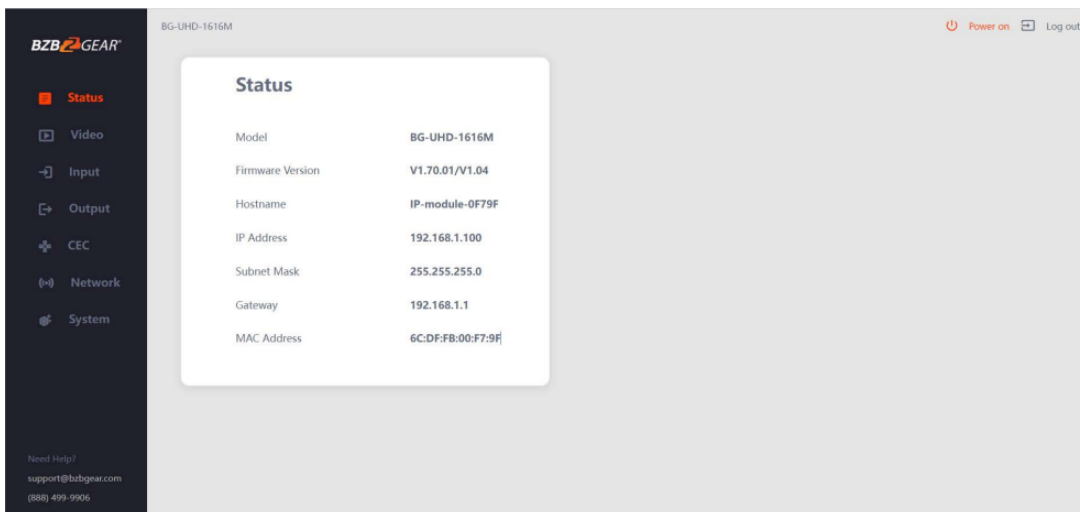 BG-UHD-1616M
Power on
Log out
BZBGEAR
Status
Video
Input
Output
CEC
Network
System
Need Help?
support@bzbgear.com
(888) 499-9906
Status
Model BG-UHD-1616M
Firmware Version V1.70.01/V1.04
Hostname IP-module-0F79F
IP Address 192.168.1.100
Subnet Mask 255.255.255.0
Gateway 192.168.1.1
MAC Address 6C:DF:FB:00:F7:9F